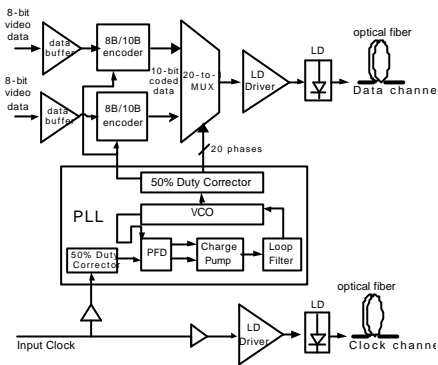 8-bit
video
data
data
buffer
8B/10B
encoder
10-bit
coded
data
20-to-1
MUX
LD
Driver
LD
optical fiber
Data channe
8-bit
video
data
data
buffer
8B/10B
encoder
20 phases
50% Duty Corrector
PLL
VCO
50% Duty
Corrector
PFD
Charge
Pump
Loop
Filter
Input Clock
LD
Driver
LD
optical fiber
Clock channe